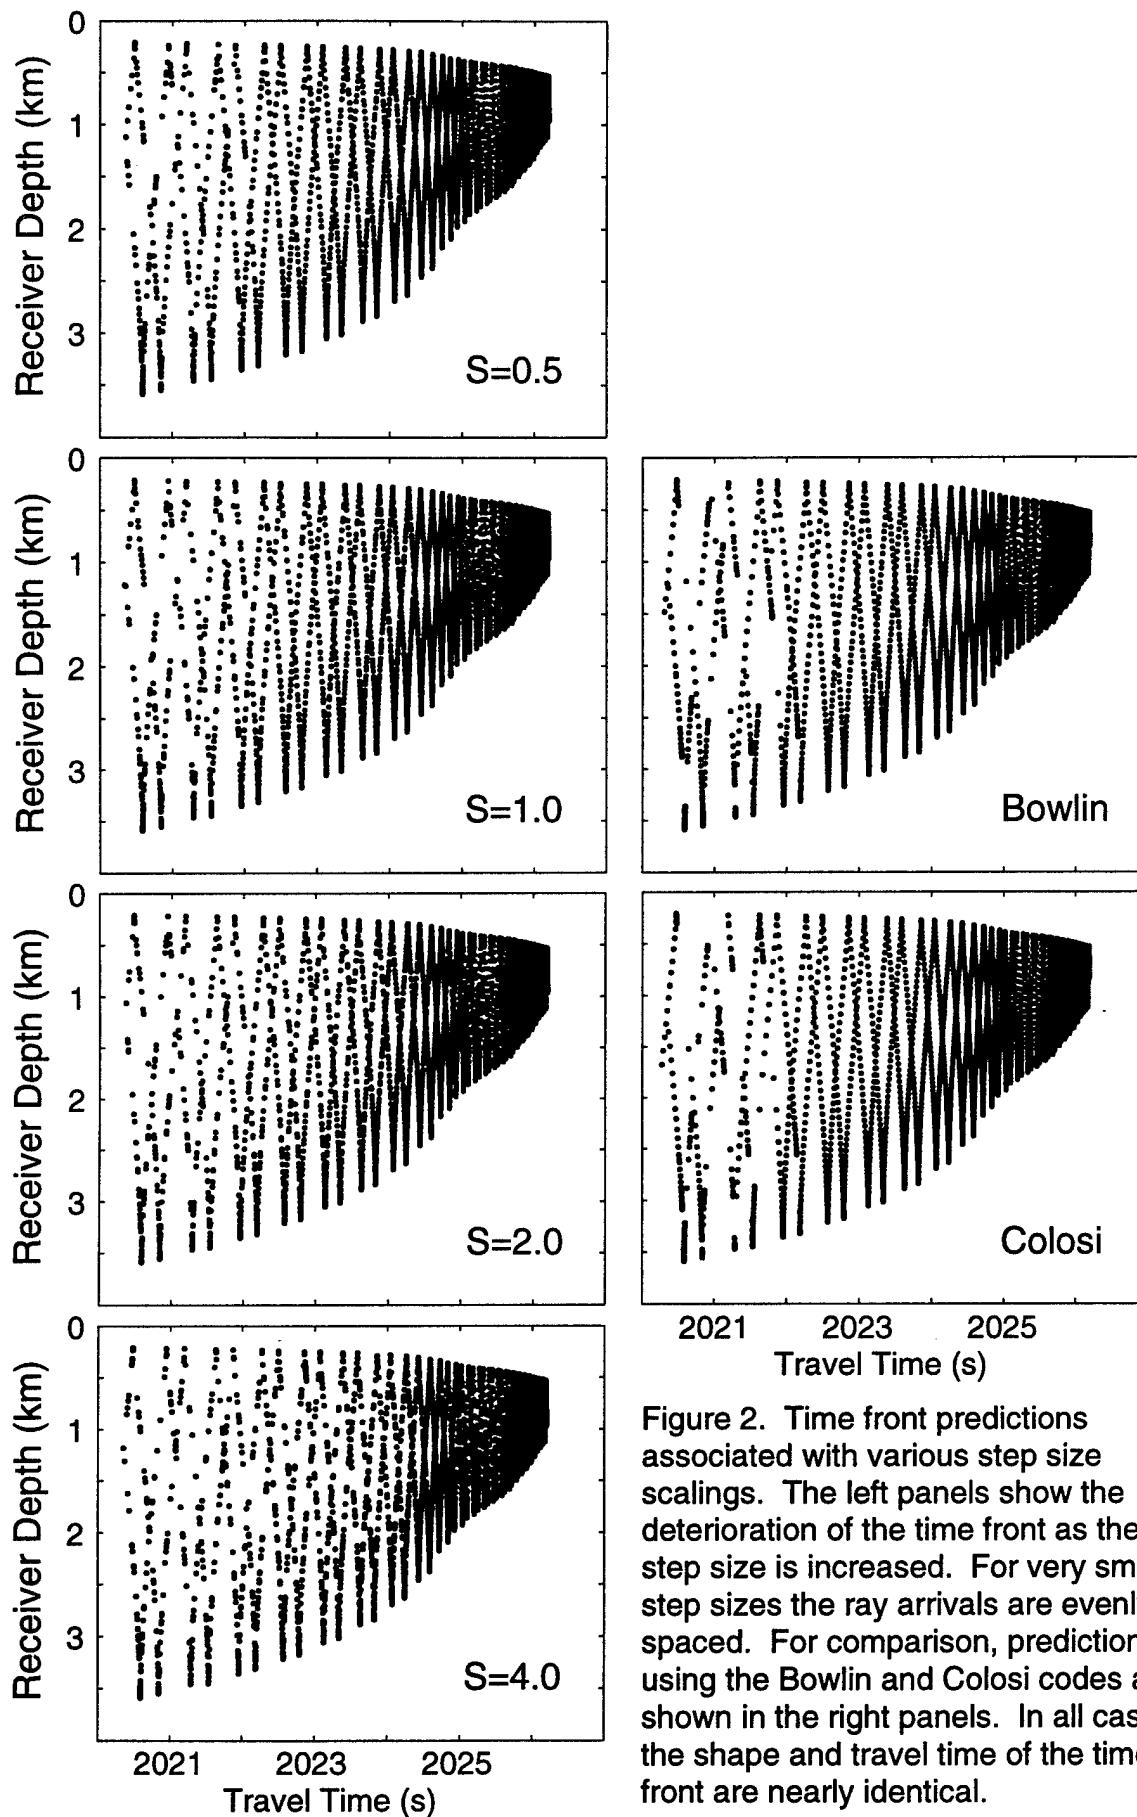 0
1
2
3
Receiver Depth (km)
S=0.5
0
1
2
3
Receiver Depth (km)
S=1.0
Bowlin
0
1
2
3
Receiver Depth (km)
S=2.0
Colosi
2021 2023 2025
Travel Time (s)
0
1
2
3
Receiver Depth (km)
S=4.0
2021 2023 2025
Travel Time (s)
Figure 2. Time front predictions
associated with various step size
scalings. The left panels show the
deterioration of the time front as the
step size is increased. For very sm
step sizes the ray arrivals are evenl
spaced. For comparison, prediction
using the Bowlin and Colosi codes a
shown in the right panels. In all cas
the shape and travel time of the time
front are nearly identical.